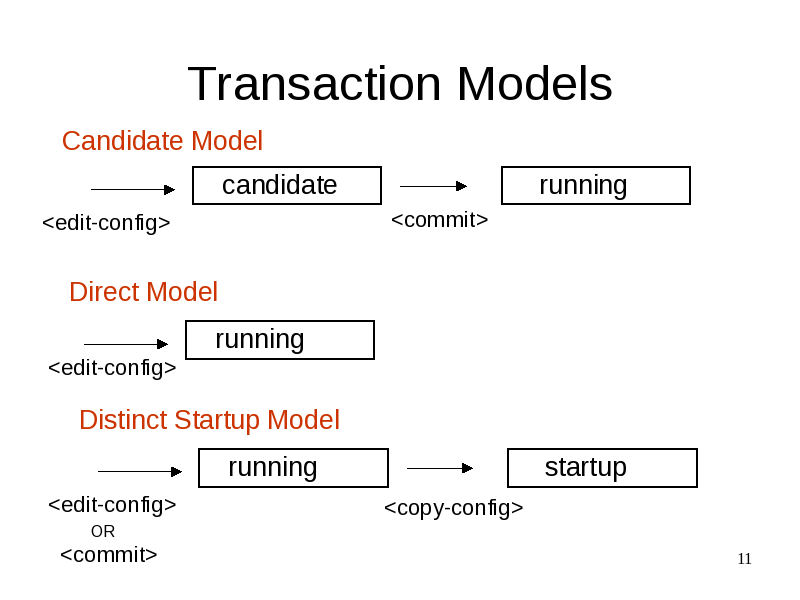 Transaction Models
Candidate Model
candidate
running
<edit-config>
<commit>
Direct Model
running
<edit-config>
Distinct Startup Model
running
startup
<edit-config>
<copy-config>
OR
<commit>
11